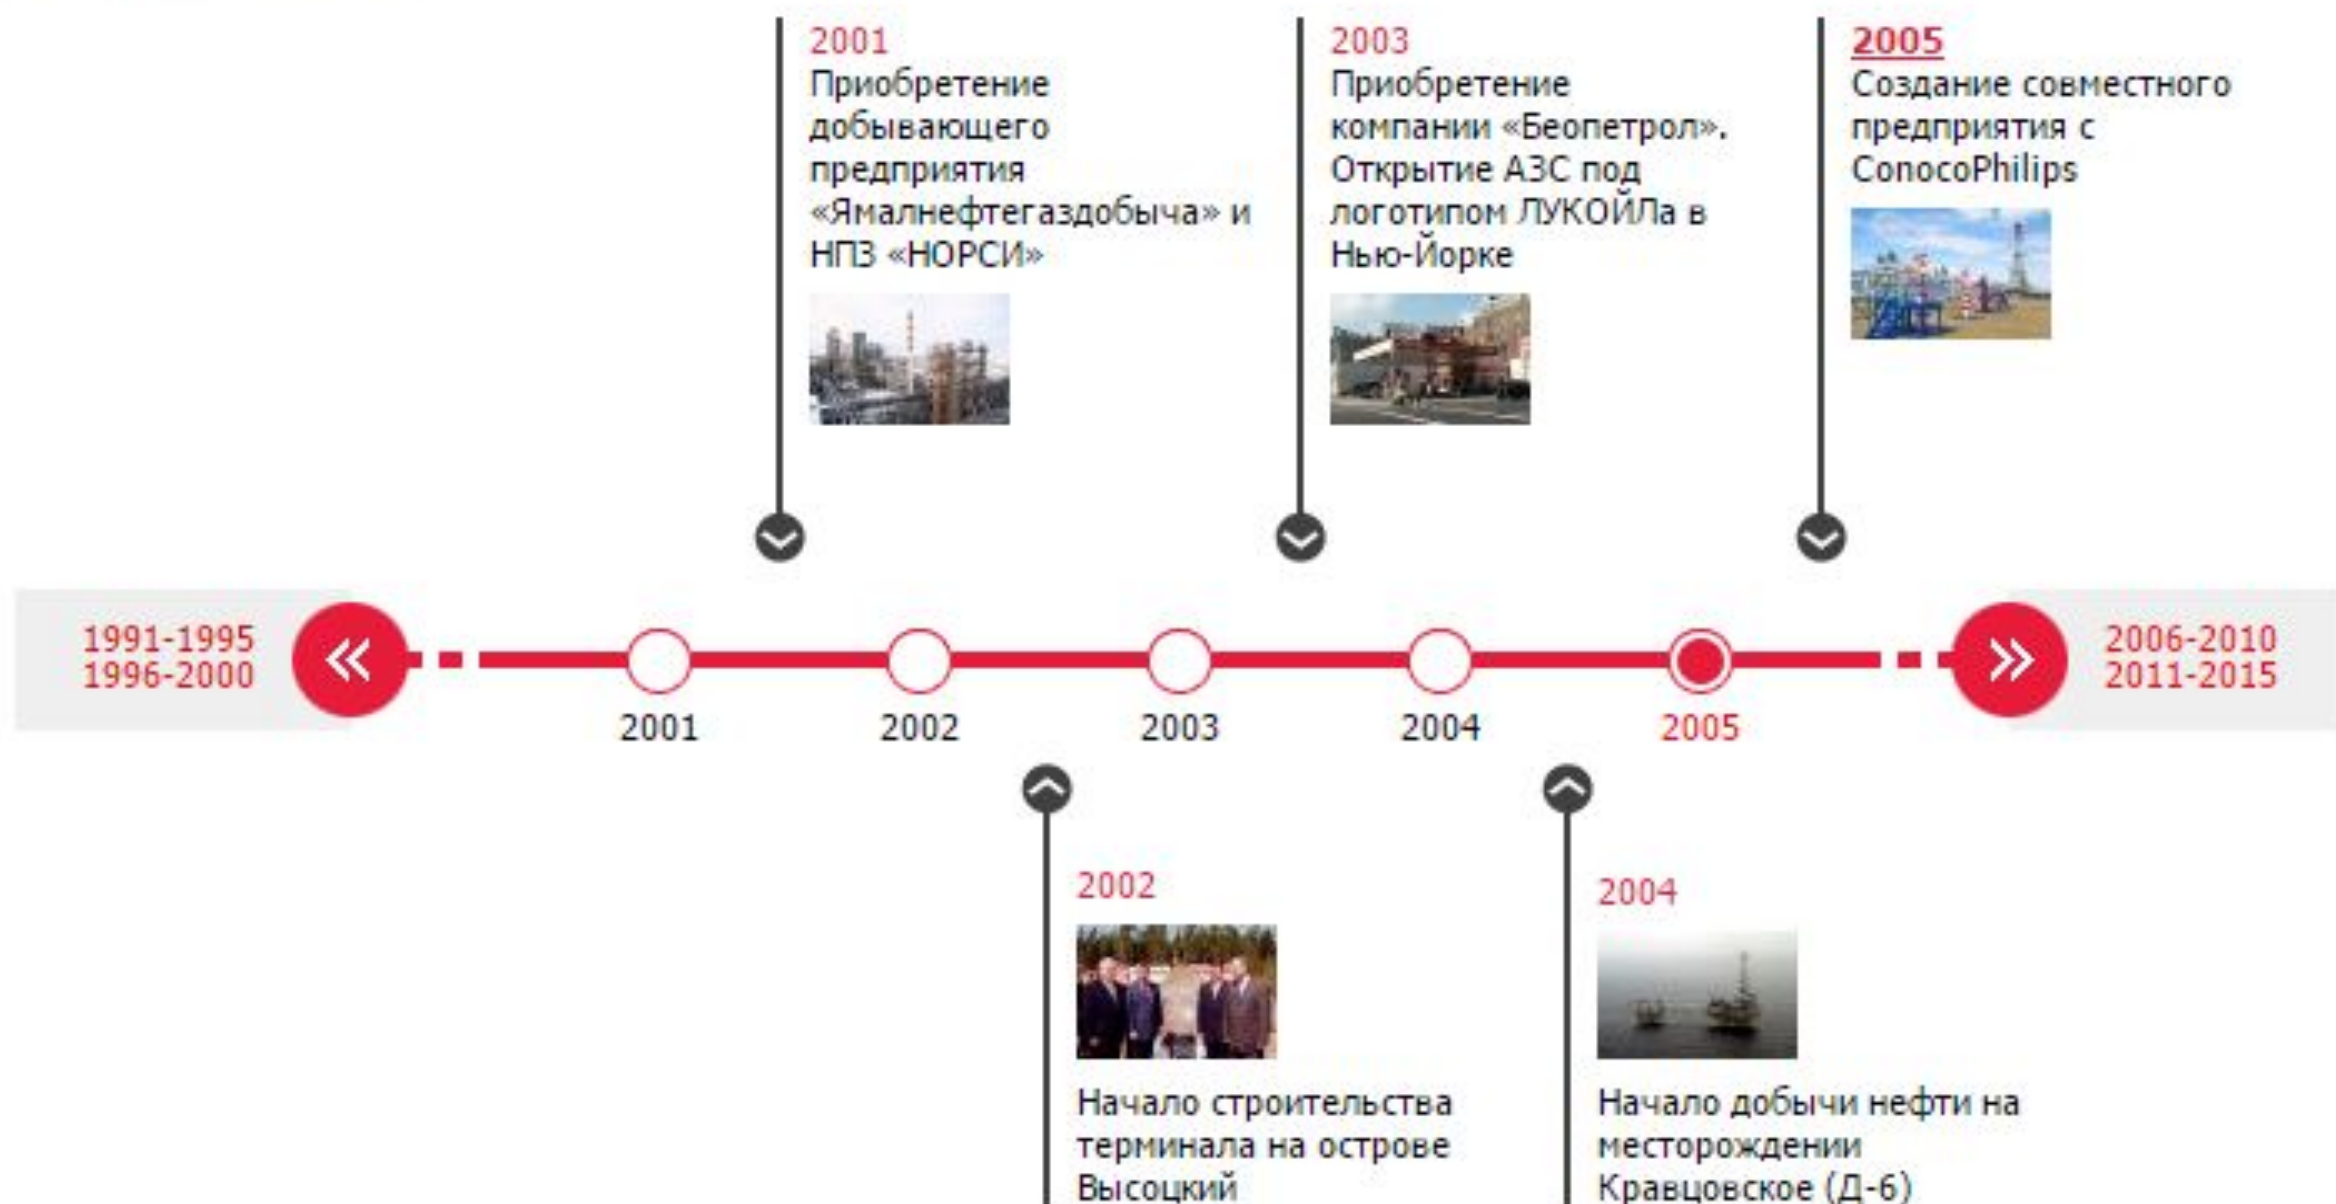 2001
Приобретение
добывающего
предприятия
«Ямалнефтегаздобыча» и
НПЗ «НОРСИ»
2003
Приобретение
компании «Беопетрол».
Открытие АЗС под
логотипом ЛУКОЙЛа в
Нью-Йорке
2005
Создание совместного
предприятия с
ConocoPhilips
1991-1995
1996-2000
2001
2002
2003
2004
2005
2006-2010
2011-2015
2002
Начало строительства
терминала на острове
Высоцкий
2004
Начало добычи нефти на
месторождении
Кравцовское (Д-6)